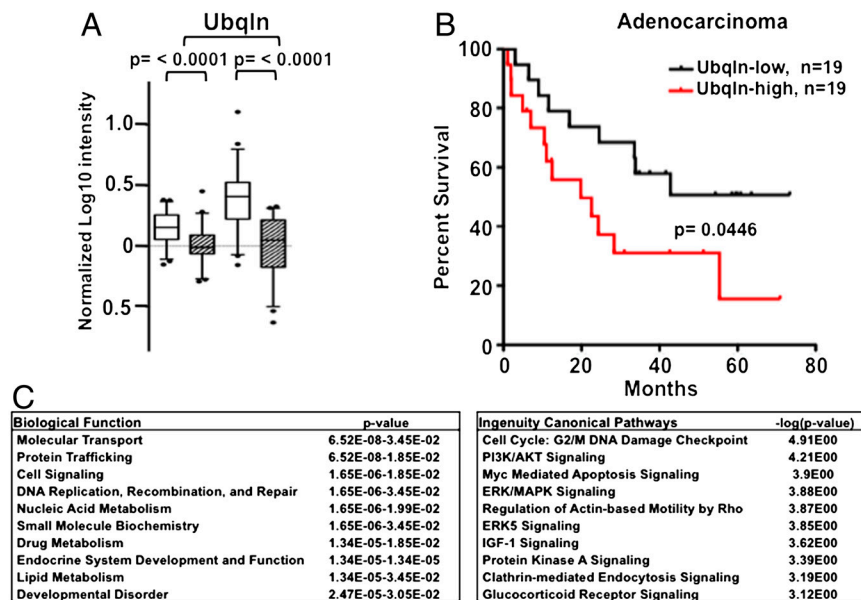 A
Ubqln
p= < 0.0001 p= < 0.0001
Normalized Log10 intensity
1.0
0.5
0
0.5
B
Adenocarcinoma
Ubqln-low, n=19
Ubqln-high, n=19
Percent Survival
100
80
60
40
20
0
p= 0.0446
0 20 40 60 80
Months
C
Biological Function p-value
Molecular Transport 6.52E-08-3.45E-02
Protein Trafficking 6.52E-08-1.85E-02
Cell Signaling 1.65E-06-1.85E-02
DNA Replication, Recombination, and Repair 1.65E-06-3.45E-02
Nucleic Acid Metabolism 1.65E-06-1.99E-02
Small Molecule Biochemistry 1.65E-06-3.45E-02
Drug Metabolism 1.34E-05-1.85E-02
Endocrine System Development and Function 1.34E-05-1.34E-05
Lipid Metabolism 1.34E-05-3.45E-02
Developmental Disorder 2.47E-05-3.05E-02
Ingenuity Canonical Pathways -log(p-value)
Cell Cycle: G2/M DNA Damage Checkpoint 4.91E00
PI3K/AKT Signaling 4.21E00
Myc Mediated Apoptosis Signaling 3.9E00
ERK/MAPK Signaling 3.88E00
Regulation of Actin-based Motility by Rho 3.87E00
ERK5 Signaling 3.85E00
IGF-1 Signaling 3.62E00
Protein Kinase A Signaling 3.39E00
Clathrin-mediated Endocytosis Signaling 3.19E00
Glucocorticoid Receptor Signaling 3.12E00